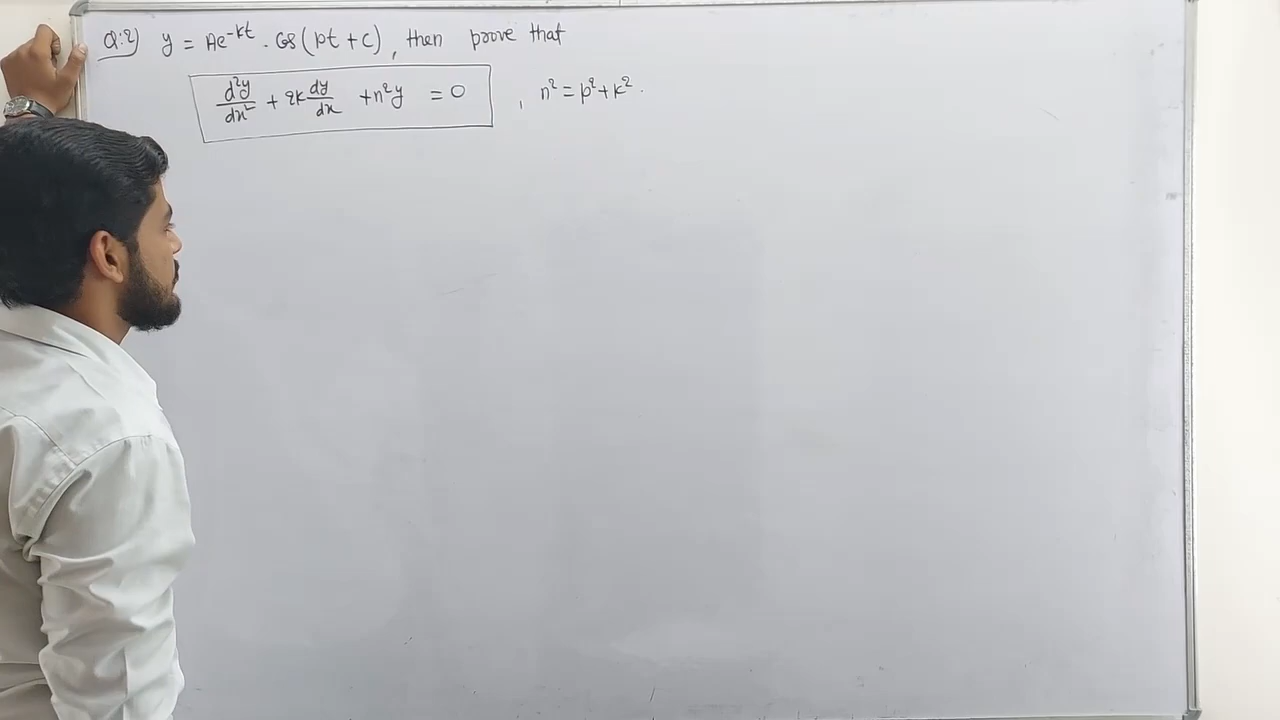 Q:2) y = Ae^{-kt} . Cos(pt + c), then prove that
d²y/dx² + 2k dy/dx + n²y = 0 , n² = p² + k² .